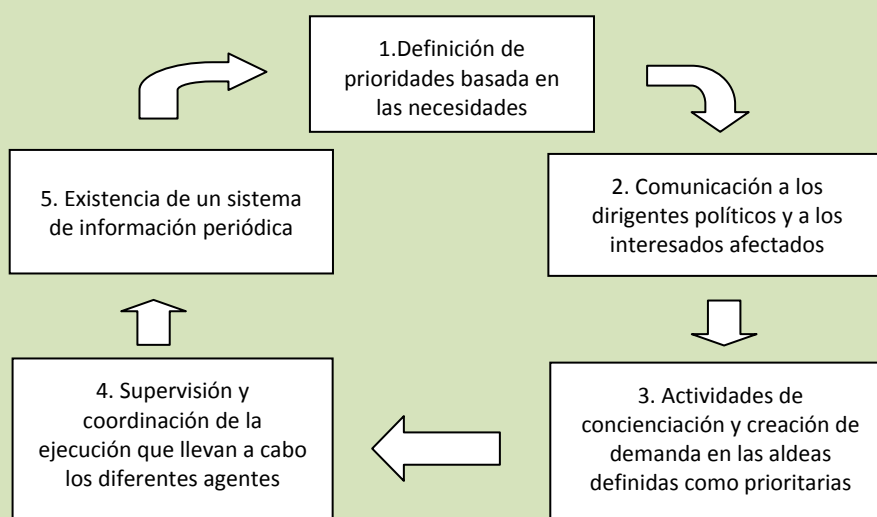 1.Definición de
prioridades basada en
las necesidades
2. Comunicación a los
dirigentes políticos y a los
interesados afectados
3. Actividades de
concienciación y creación de
demanda en las aldeas
definidas como prioritarias
4. Supervisión y
coordinación de la
ejecución que llevan a cabo
los diferentes agentes
5. Existencia de un sistema
de información periódica